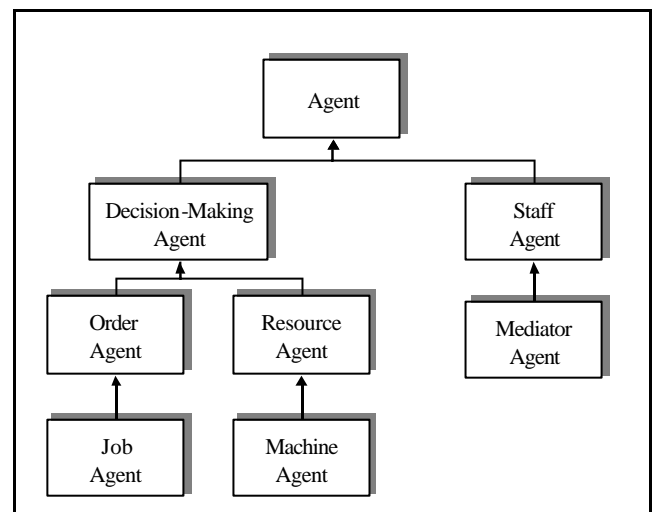 Agent
Decision-Making
Agent
Staff
Agent
Order
Agent
Resource
Agent
Mediator
Agent
Job
Agent
Machine
Agent